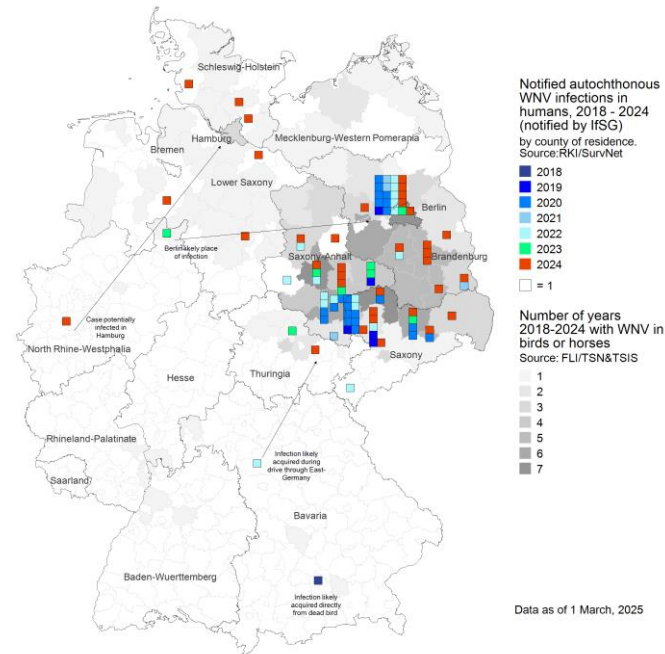 Schleswig-Holstein
Hamburg
Mecklenburg-Western Pomerania
Bremen
Lower Saxony
Berlin
Berlin likely place
of infection
Saxony-Anhalt
Brandenburg
Case potentially
infected in
Hamburg
North Rhine-Westphalia
Saxony
Thuringia
Hesse
Rhineland-Palatinate
Infection likely
acquired during
drive through East-
Germany
Saarland
Bavaria
Baden-Wuerttemberg
Infection likely
acquired directly
from dead bird
Notified autochthonous
WNV infections in
humans, 2018 - 2024
(notified by IfSG)
by county of residence.
Source:RKI/SurvNet
2018
2019
2020
2021
2022
2023
2024
= 1
Number of years
2018-2024 with WNV in
birds or horses
Source: FLI/TSN&TSIS
1
2
3
4
5
6
7
Data as of 1 March, 2025